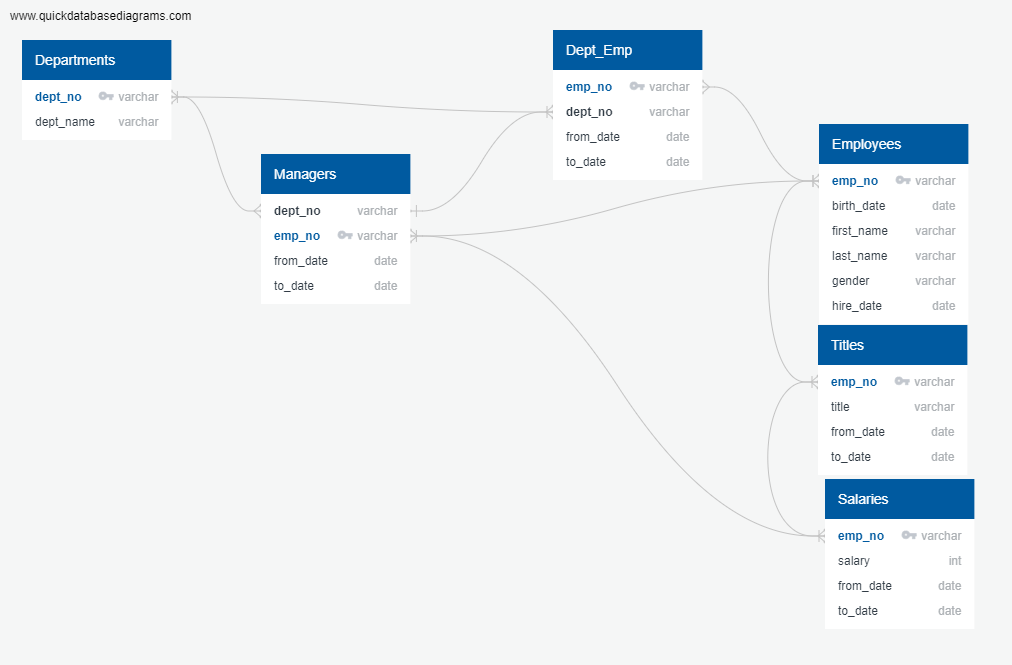 www.quickdatabasediagrams.com
Departments
dept_no varchar
dept_name varchar
Managers
dept_no varchar
emp_no varchar
from_date date
to_date date
Dept_Emp
emp_no varchar
dept_no varchar
from_date date
to_date date
Employees
emp_no varchar
birth_date date
first_name varchar
last_name varchar
gender varchar
hire_date date
Titles
emp_no varchar
title varchar
from_date date
to_date date
Salaries
emp_no varchar
salary int
from_date date
to_date date